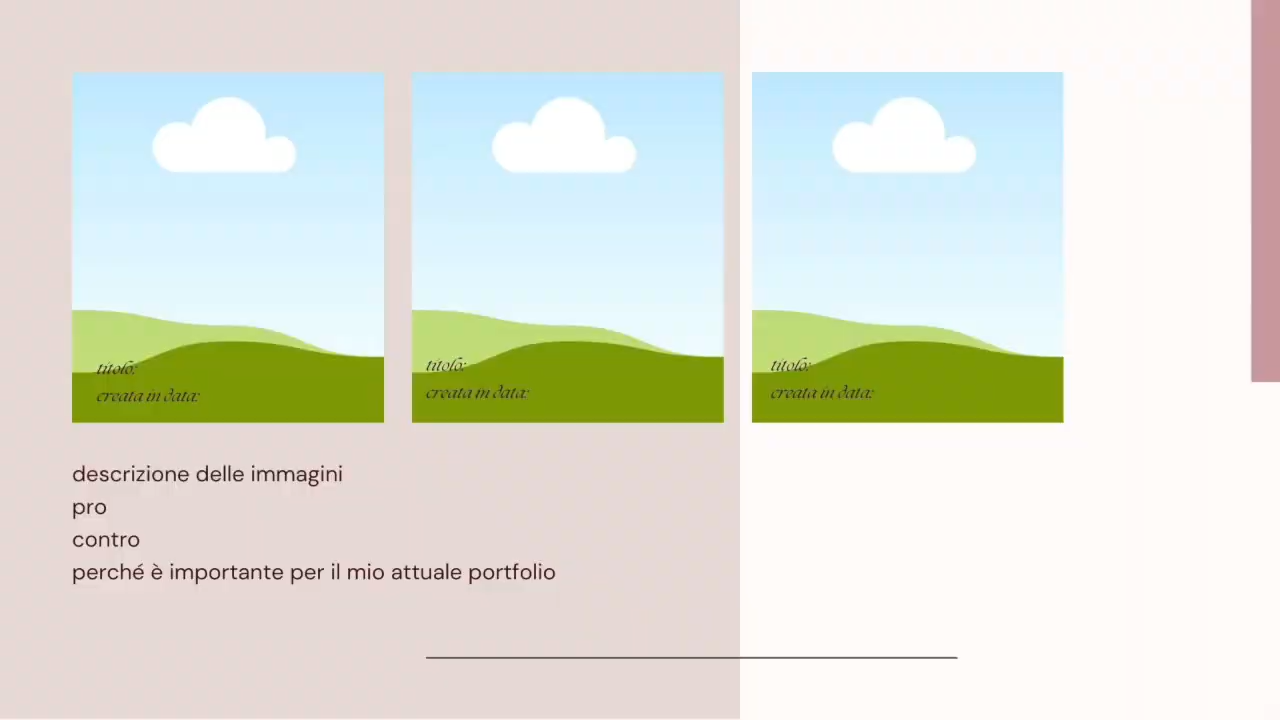 titolo:
creata in data:
titolo:
creata in data:
titolo:
creata in data:
descrizione delle immagini
pro
contro
perché è importante per il mio attuale portfolio